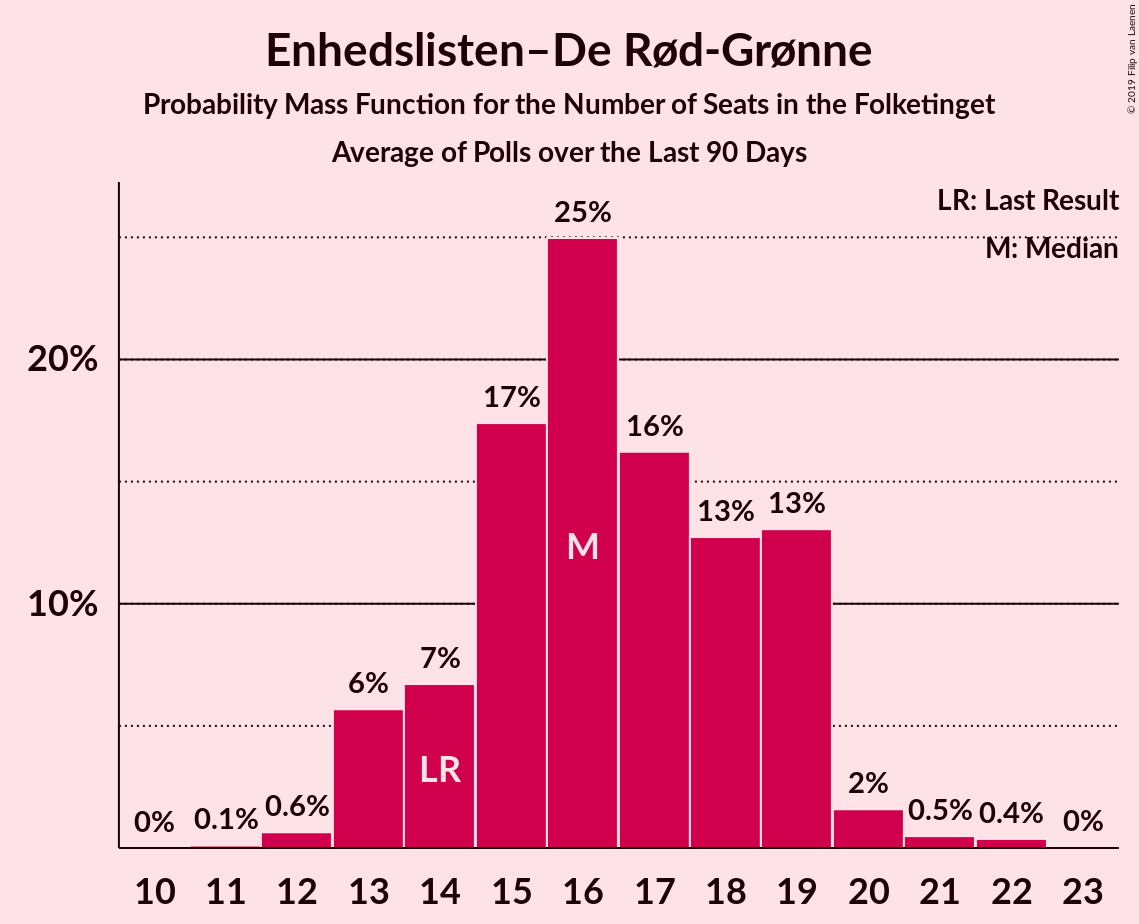 Enhedslisten–De Rød-Grønne
Probability Mass Function for the Number of Seats in the Folketinget
Average of Polls over the Last 90 Days
© 2019 Filip van Laenen
LR: Last Result
M: Median
25%
20%
17%
16%
13%
13%
M
10%
7%
6%
LR
2%
0%
0.1%
0.6%
0.5%
0.4%
0%
10 11 12 13 14 15 16 17 18 19 20 21 22 23